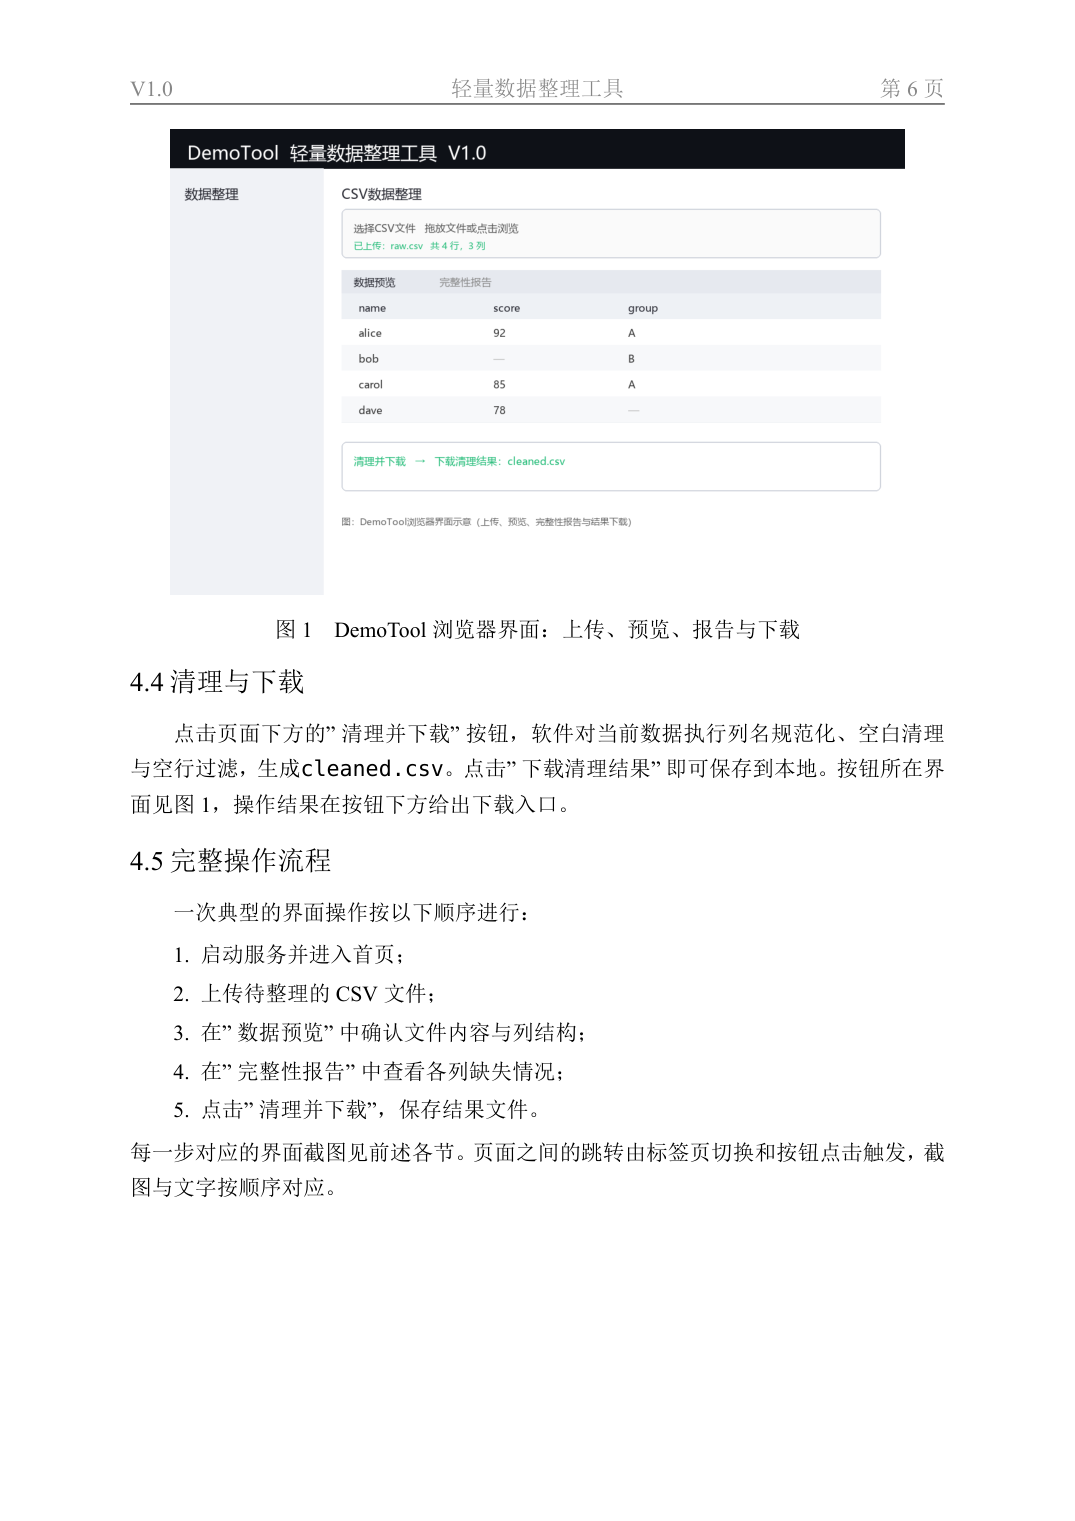 V1.0 轻量数据整理工具 第 6 页
DemoTool 轻量数据整理工具 V1.0
数据整理
CSV数据整理
选择CSV文件 拖放文件或点击浏览
已上传：raw.csv 共 4 行、3 列
数据预览 完整性报告
name score group
alice 92 A
bob — B
carol 85 A
dave 78 —
清理并下载 → 下载清理结果：cleaned.csv
图：DemoTool浏览器界面示意（上传、预览、完整性报告与结果下载）
图 1 DemoTool 浏览器界面：上传、预览、报告与下载
4.4 清理与下载
点击页面下方的” 清理并下载” 按钮，软件对当前数据执行列名规范化、空白清理
与空行过滤，生成cleaned.csv。点击” 下载清理结果” 即可保存到本地。按钮所在界
面见图 1，操作结果在按钮下方给出下载入口。
4.5 完整操作流程
一次典型的界面操作按以下顺序进行：
1. 启动服务并进入首页；
2. 上传待整理的 CSV 文件；
3. 在” 数据预览” 中确认文件内容与列结构；
4. 在” 完整性报告” 中查看各列缺失情况；
5. 点击” 清理并下载”，保存结果文件。
每一步对应的界面截图见前述各节。页面之间的跳转由标签页切换和按钮点击触发，截
图与文字按顺序对应。